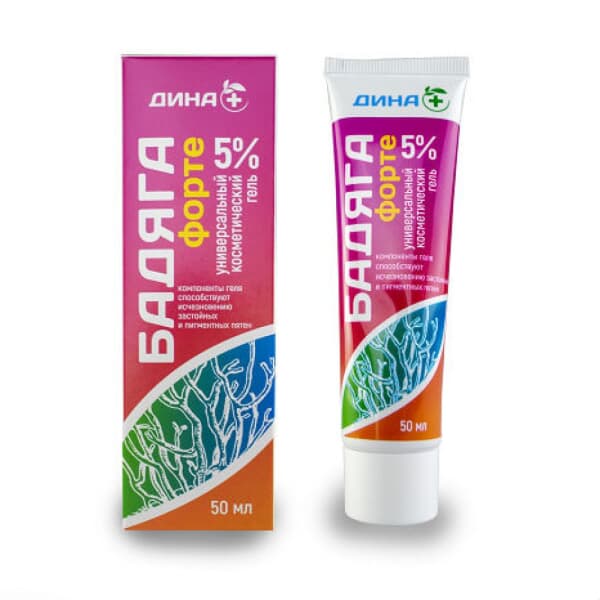 ДИНА+
БАДЯГА
форте
5%
универсальный
косметический
гель
компоненты геля
способствуют
исчезновению
застойных
и пигментных пятен
50 мл
ДИНА+
БАДЯГА
форте
5%
универсальный
косметический
гель
компоненты геля
способствуют
исчезновению застойных
и пигментных пятен
50 мл